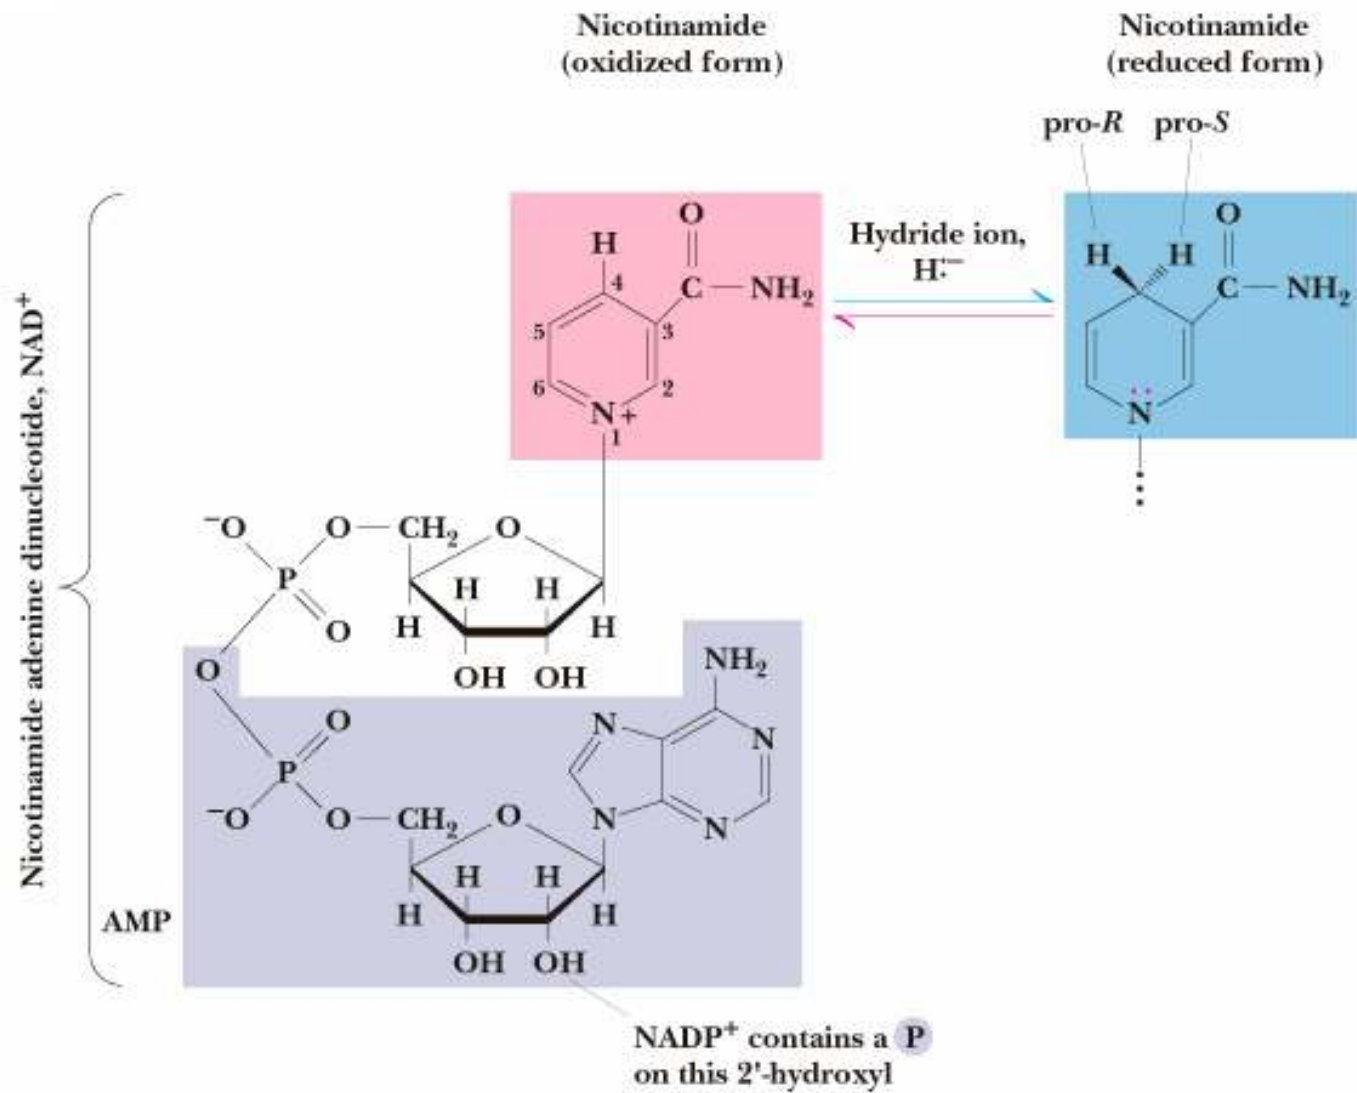 Nicotinamide
(oxidized form)
Nicotinamide
(reduced form)
pro-R pro-S
Nicotinamide adenine dinucleotide, NAD⁺
H
O
C
NH₂
4
5
3
6
2
N
+
1
Hydride ion,
H:⁻
H
H
O
C
NH₂
N
⁻O
O
CH₂
O
P
H
H
O
H
H
O
OH
OH
NH₂
O
N
N
P
⁻O
O
CH₂
O
N
N
H
H
AMP
H
H
OH
OH
NADP⁺ contains a P
on this 2'-hydroxyl